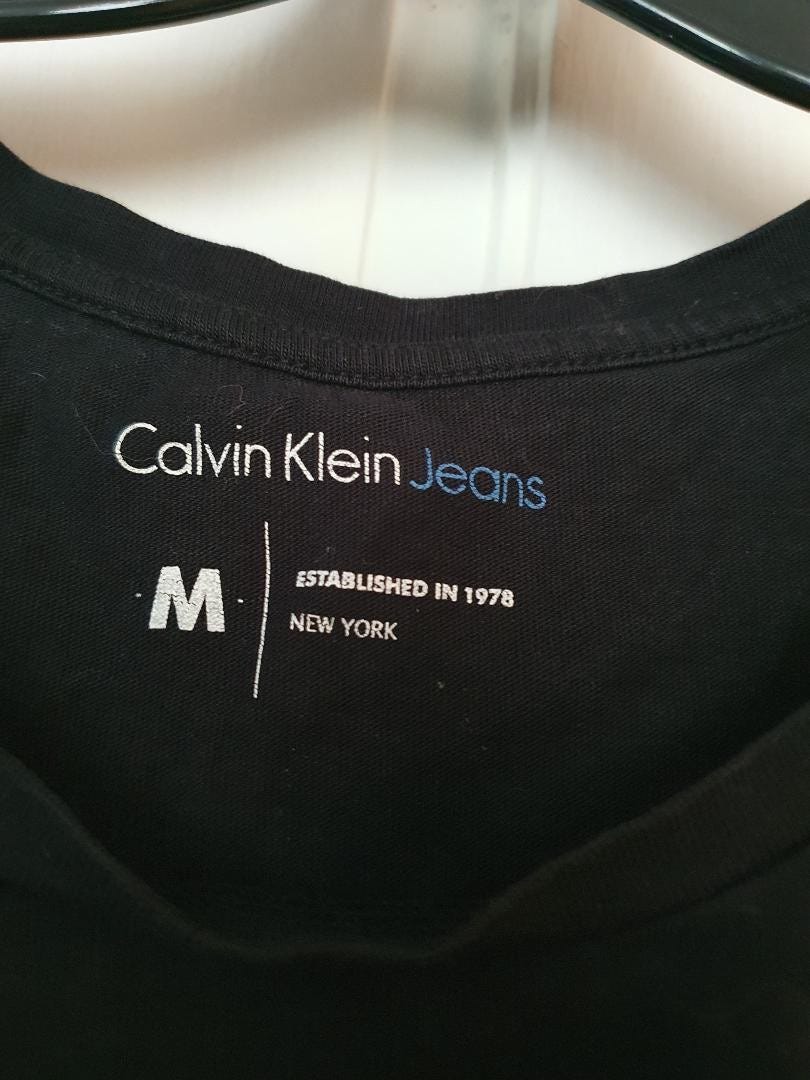 Calvin Klein Jeans
M
ESTABLISHED IN 1978
NEW YORK